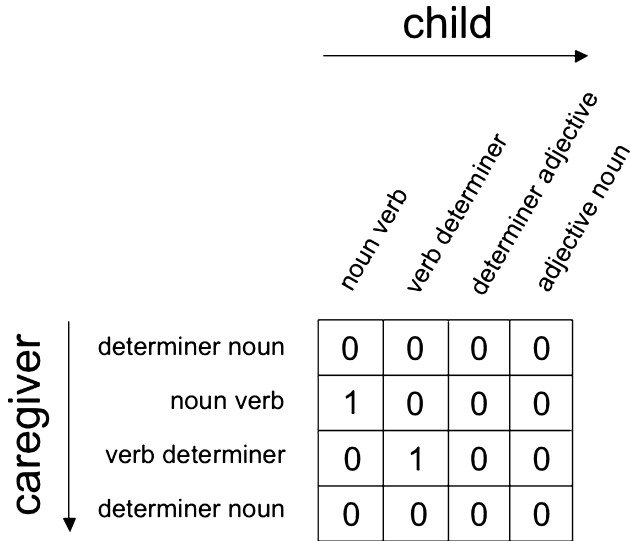 child
noun verb
verb determiner
determiner adjective
adjective noun
caregiver
determiner noun 0 0 0 0
noun verb 1 0 0 0
verb determiner 0 1 0 0
determiner noun 0 0 0 0